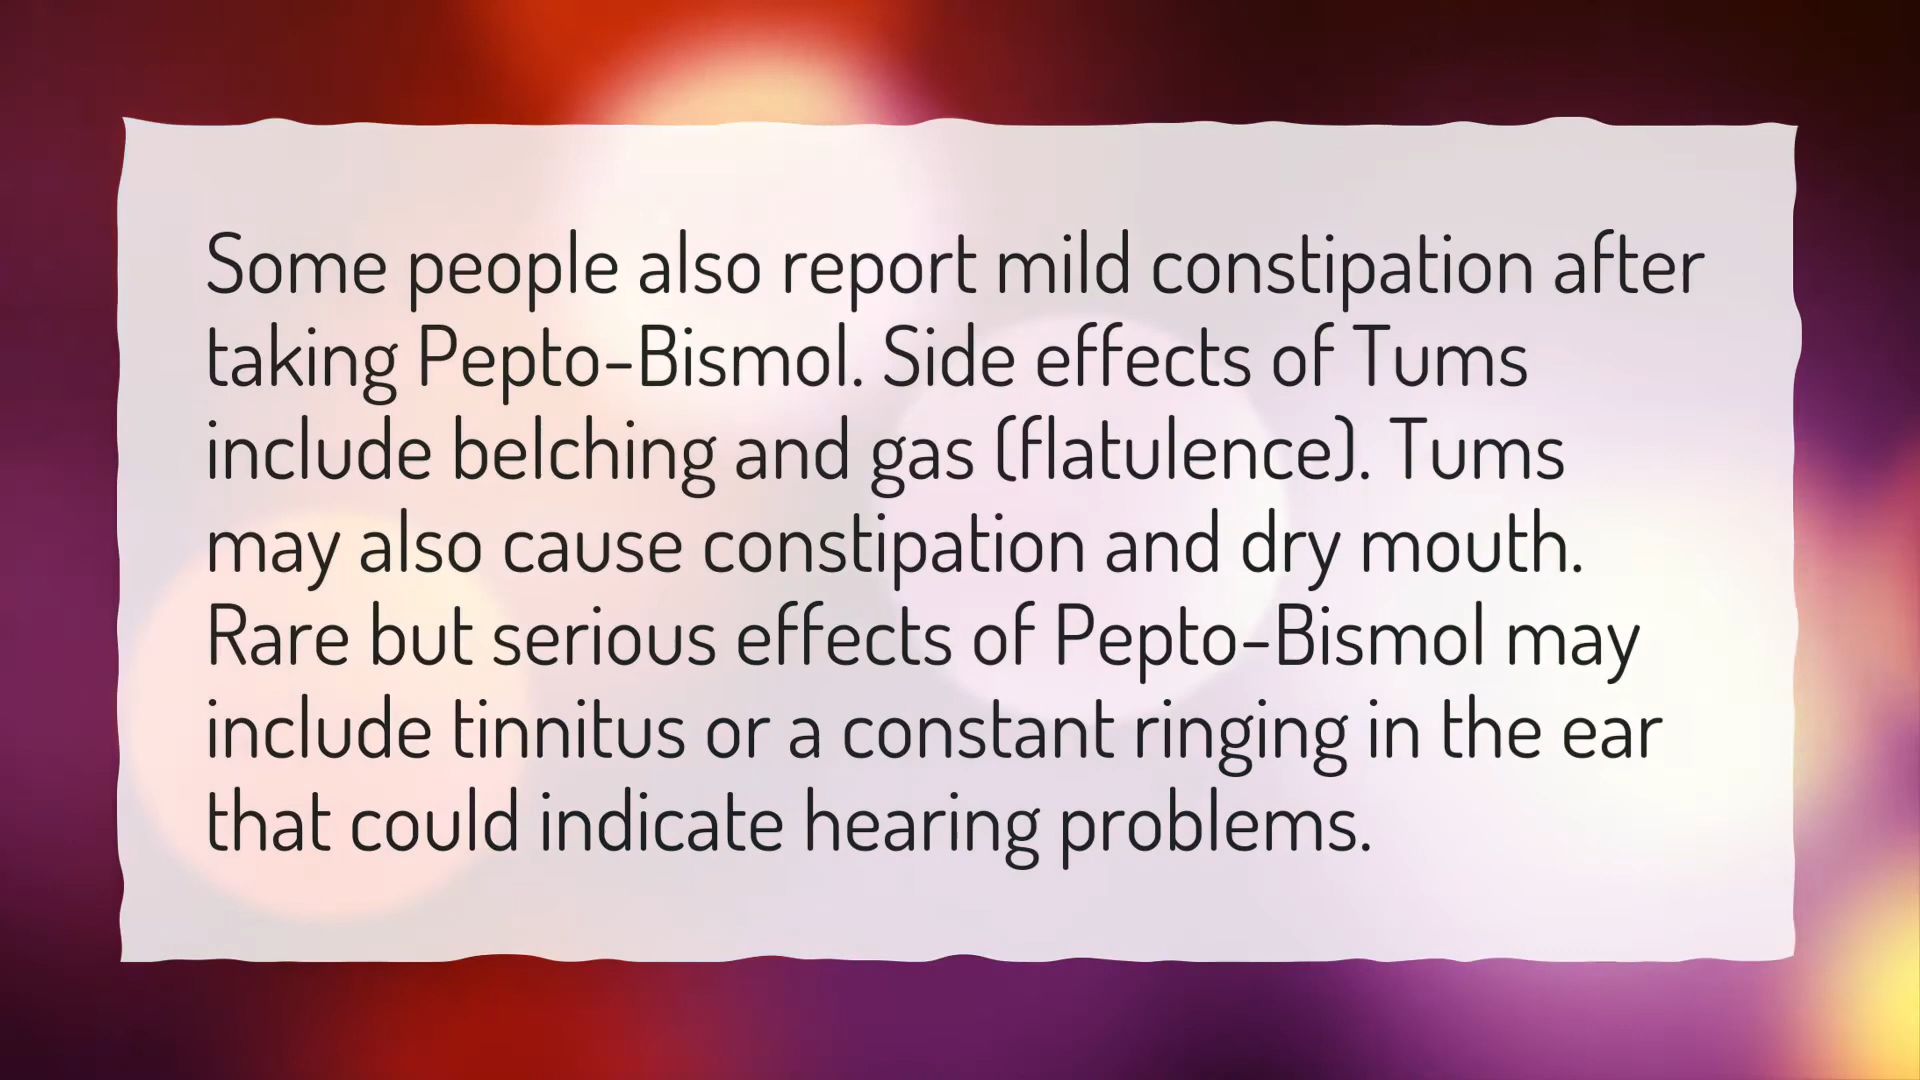 Some people also report mild constipation after
taking Pepto-Bismol. Side effects of Tums
include belching and gas (flatulence). Tums
may also cause constipation and dry mouth.
Rare but serious effects of Pepto-Bismol may
include tinnitus or a constant ringing in the ear
that could indicate hearing problems.